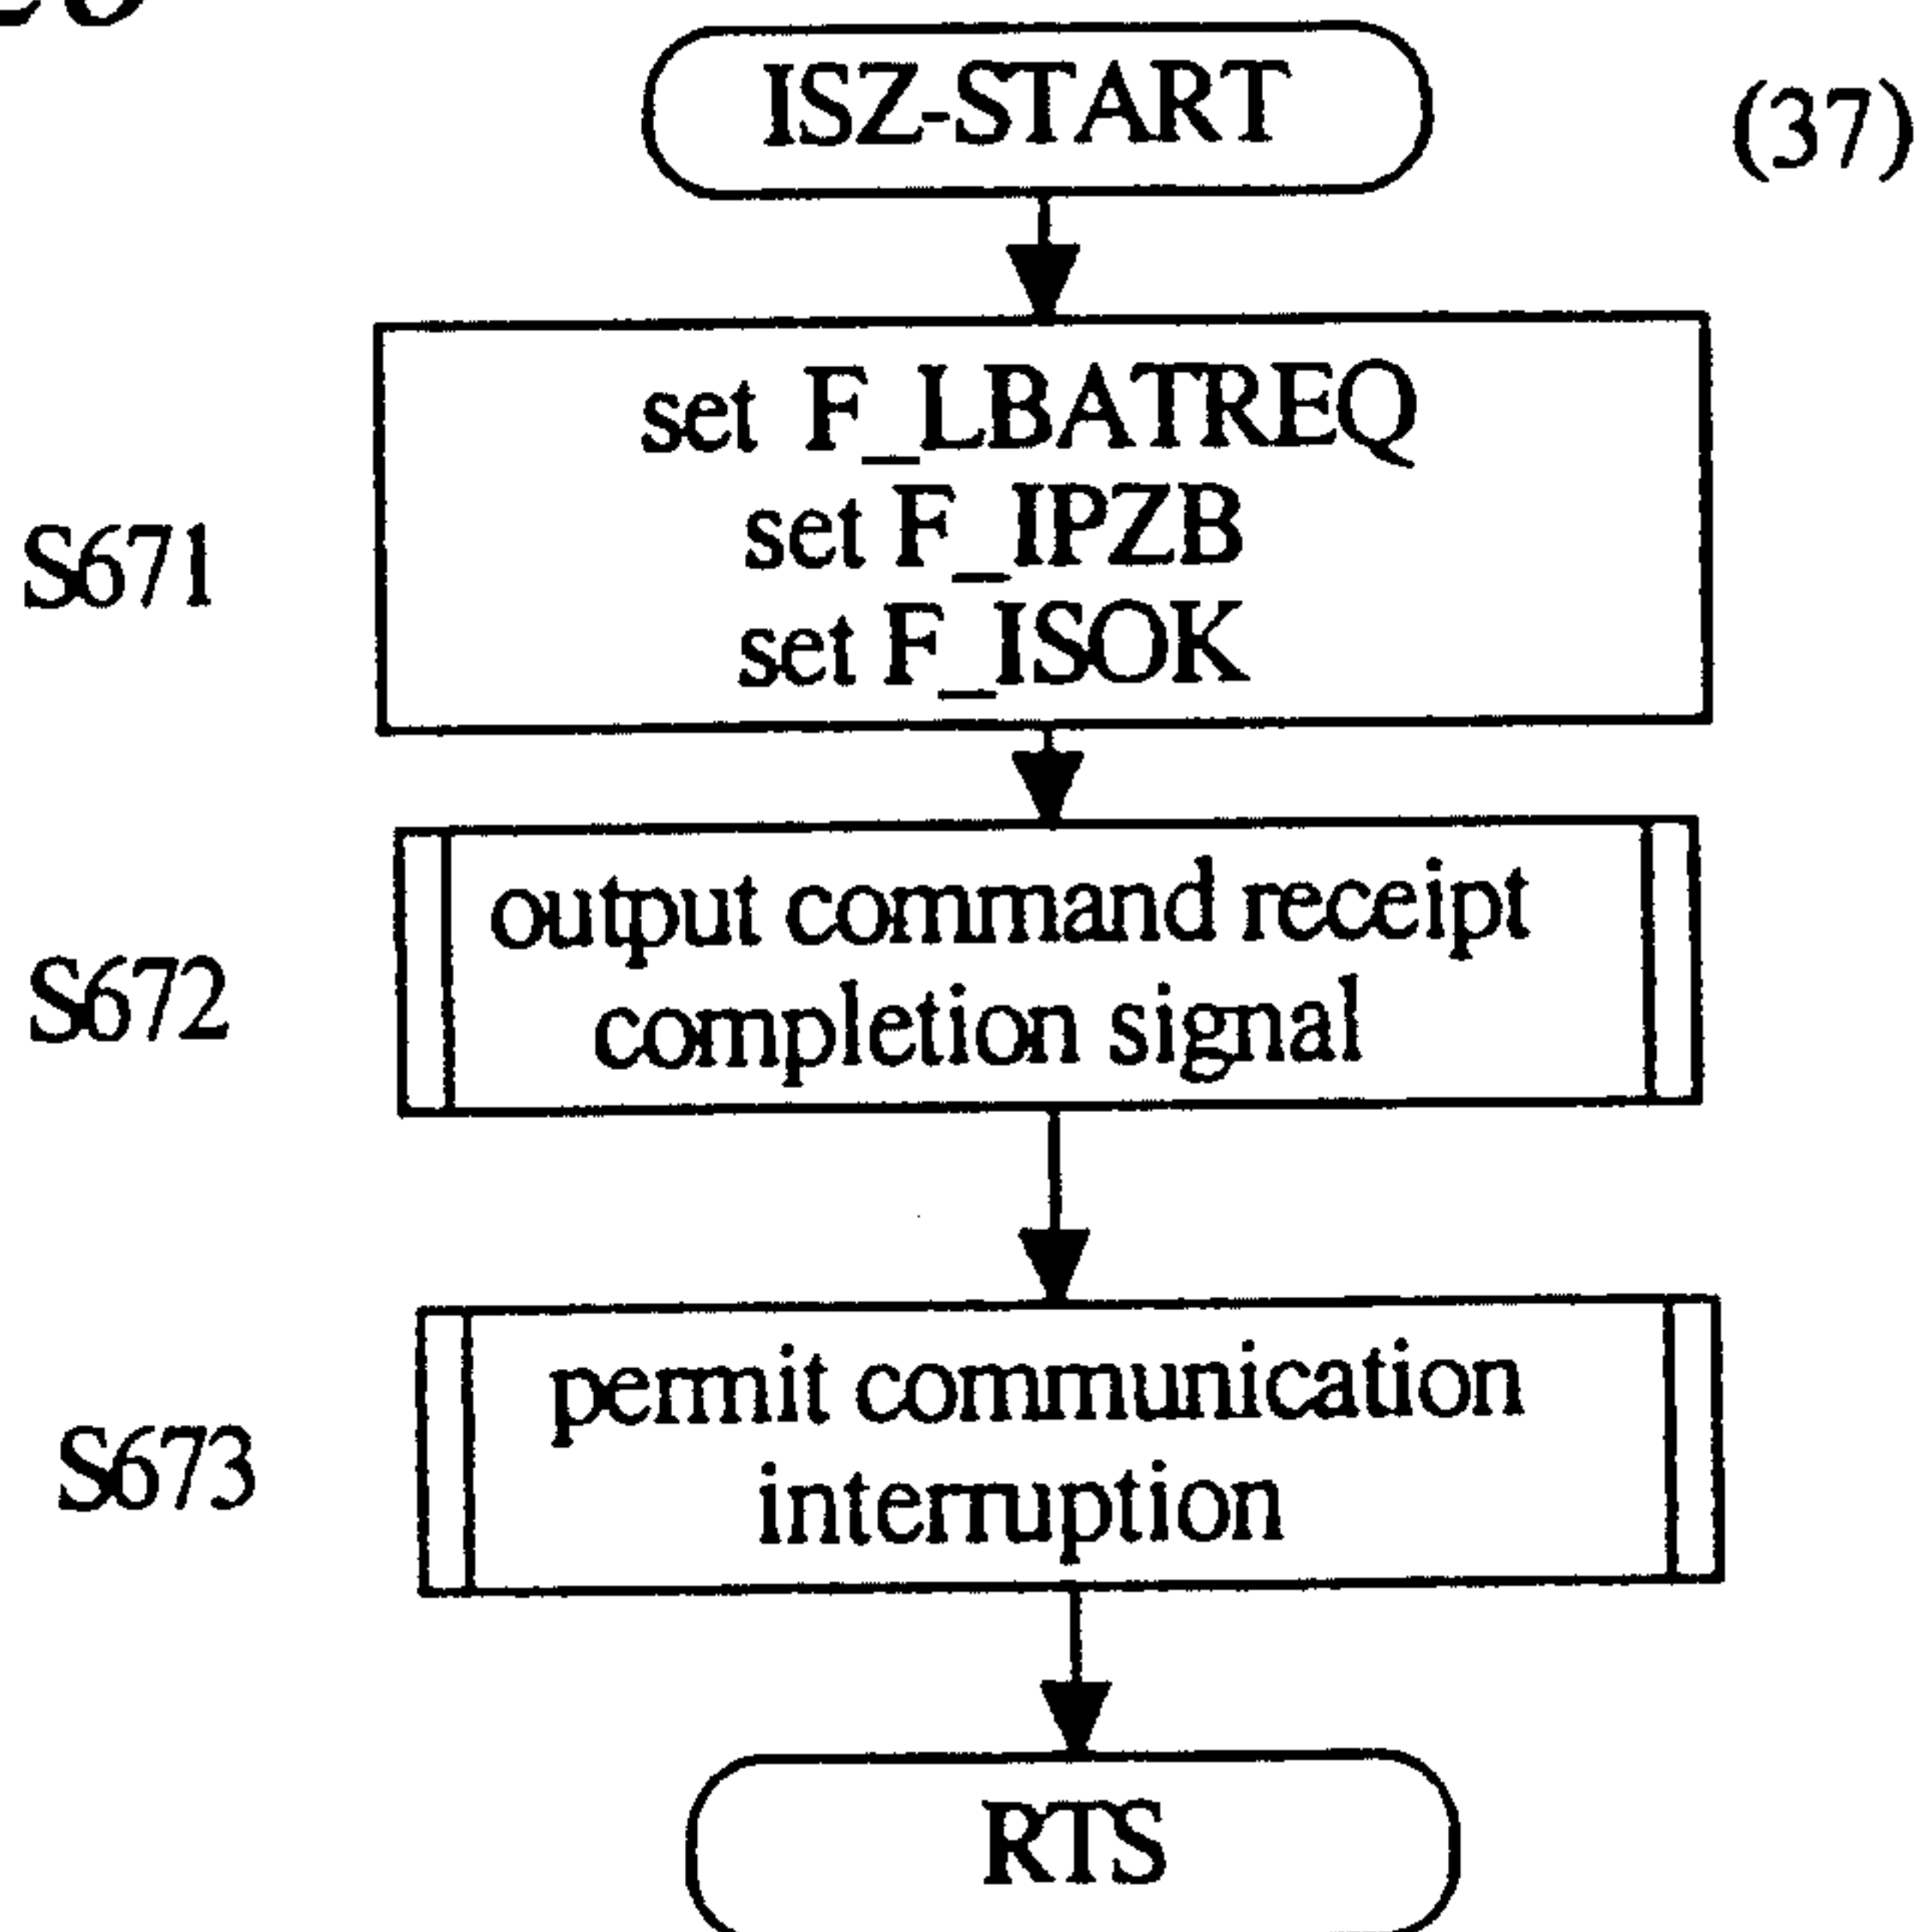 ISZ-START
(37)
S671
set F_LBATREQ
set F_IPZB
set F_ISOK
S672
output command receipt
completion signal
S673
permit communication
interruption
RTS